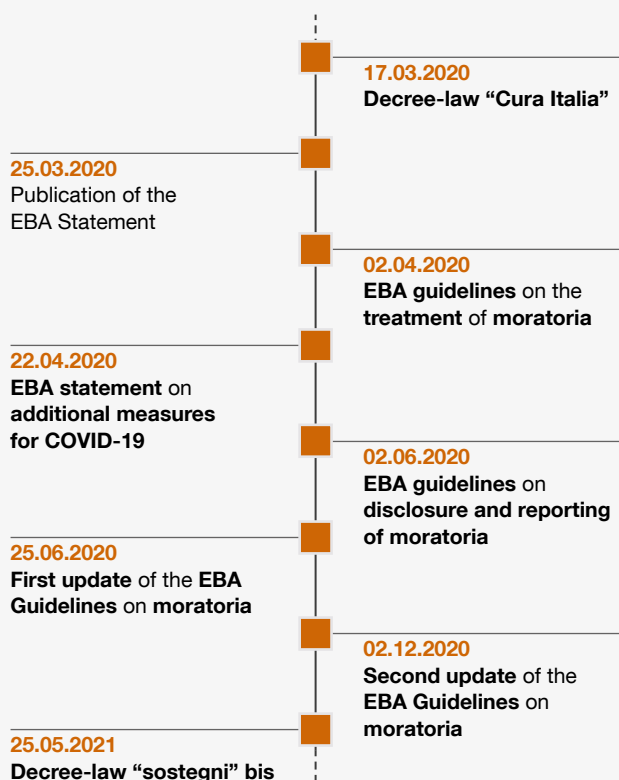 17.03.2020
Decree-law “Cura Italia”
25.03.2020
Publication of the
EBA Statement
02.04.2020
EBA guidelines on the
treatment of moratoria
22.04.2020
EBA statement on
additional measures
for COVID-19
02.06.2020
EBA guidelines on
disclosure and reporting
of moratoria
25.06.2020
First update of the EBA
Guidelines on moratoria
02.12.2020
Second update of the
EBA Guidelines on
moratoria
25.05.2021
Decree-law “sostegni” bis